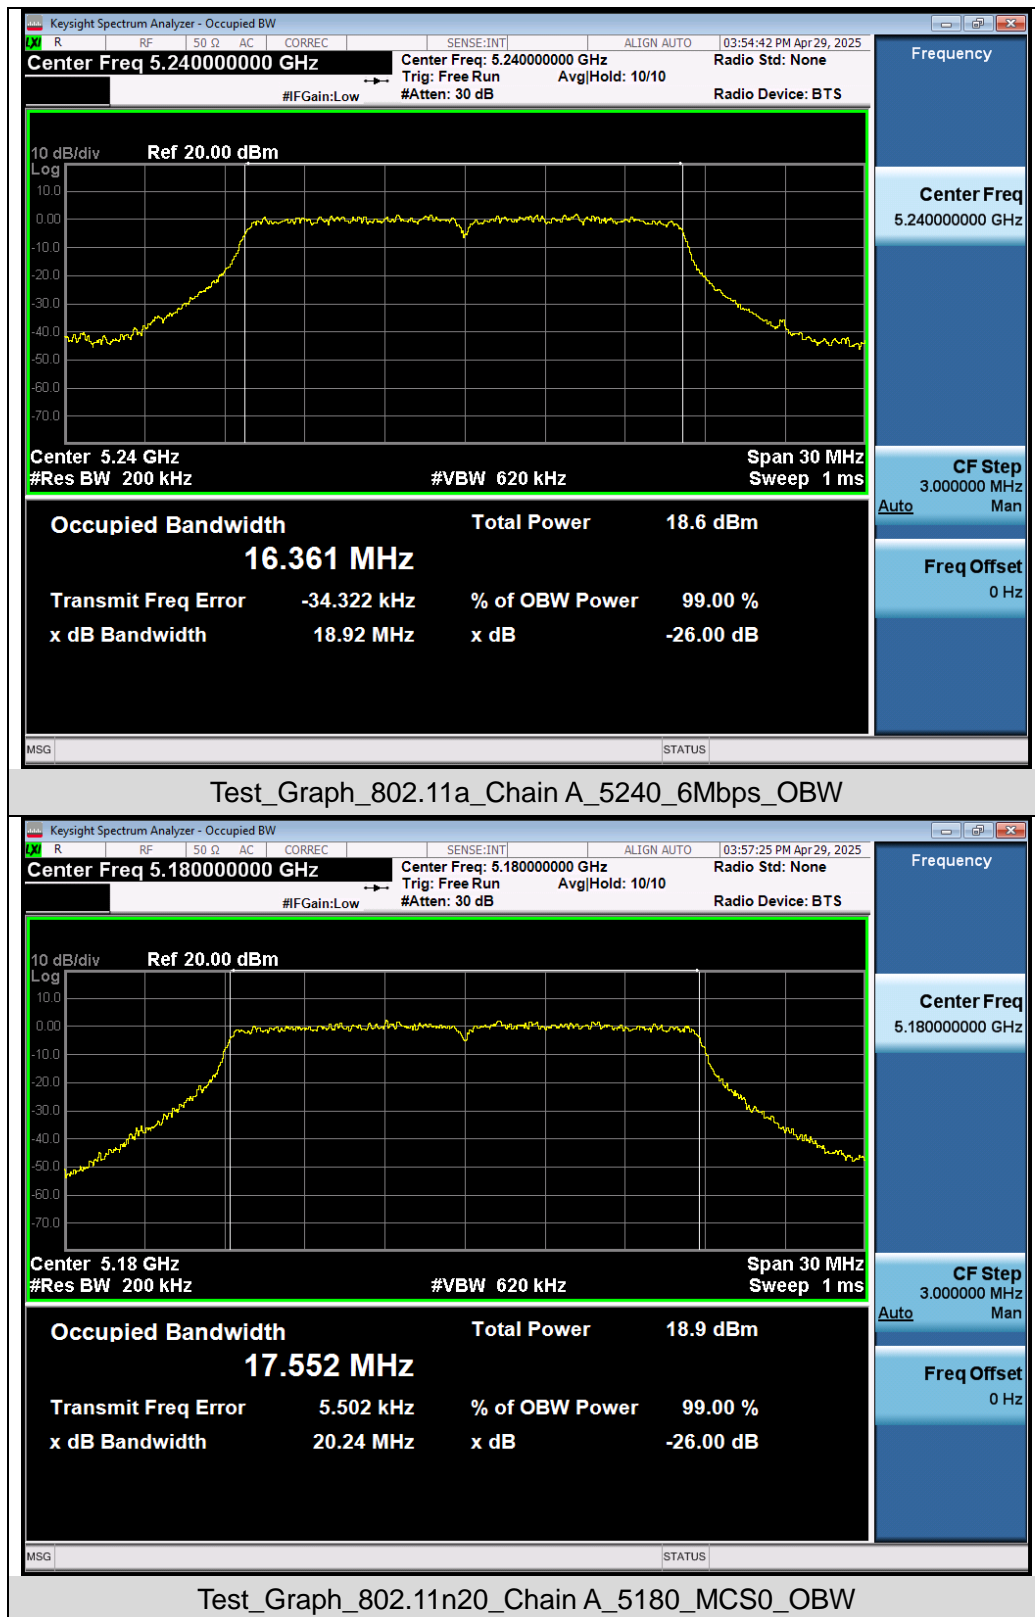 Keysight Spectrum Analyzer - Occupied BW
LXI R RF 50 Ω AC CORREC SENSE:INT ALIGN AUTO 03:54:42 PM Apr 29, 2025
Center Freq 5.240000000 GHz
Center Freq: 5.240000000 GHz Radio Std: None
Trig: Free Run Avg|Hold: 10/10
#IFGain:Low #Atten: 30 dB Radio Device: BTS
10 dB/div Ref 20.00 dBm
Log
10.0
0.00
-10.0
-20.0
-30.0
-40.0
-50.0
-60.0
-70.0
Center 5.24 GHz Span 30 MHz
#Res BW 200 kHz #VBW 620 kHz Sweep 1 ms
Occupied Bandwidth Total Power 18.6 dBm
16.361 MHz
Transmit Freq Error -34.322 kHz % of OBW Power 99.00 %
x dB Bandwidth 18.92 MHz x dB -26.00 dB
MSG STATUS
Frequency
Center Freq
5.240000000 GHz
CF Step
3.000000 MHz
Auto Man
Freq Offset
0 Hz
Test_Graph_802.11a_Chain A_5240_6Mbps_OBW
Keysight Spectrum Analyzer - Occupied BW
LXI R RF 50 Ω AC CORREC SENSE:INT ALIGN AUTO 03:57:25 PM Apr 29, 2025
Center Freq 5.180000000 GHz
Center Freq: 5.180000000 GHz Radio Std: None
Trig: Free Run Avg|Hold: 10/10
#IFGain:Low #Atten: 30 dB Radio Device: BTS
10 dB/div Ref 20.00 dBm
Log
10.0
0.00
-10.0
-20.0
-30.0
-40.0
-50.0
-60.0
-70.0
Center 5.18 GHz Span 30 MHz
#Res BW 200 kHz #VBW 620 kHz Sweep 1 ms
Occupied Bandwidth Total Power 18.9 dBm
17.552 MHz
Transmit Freq Error 5.502 kHz % of OBW Power 99.00 %
x dB Bandwidth 20.24 MHz x dB -26.00 dB
MSG STATUS
Frequency
Center Freq
5.180000000 GHz
CF Step
3.000000 MHz
Auto Man
Freq Offset
0 Hz
Test_Graph_802.11n20_Chain A_5180_MCS0_OBW